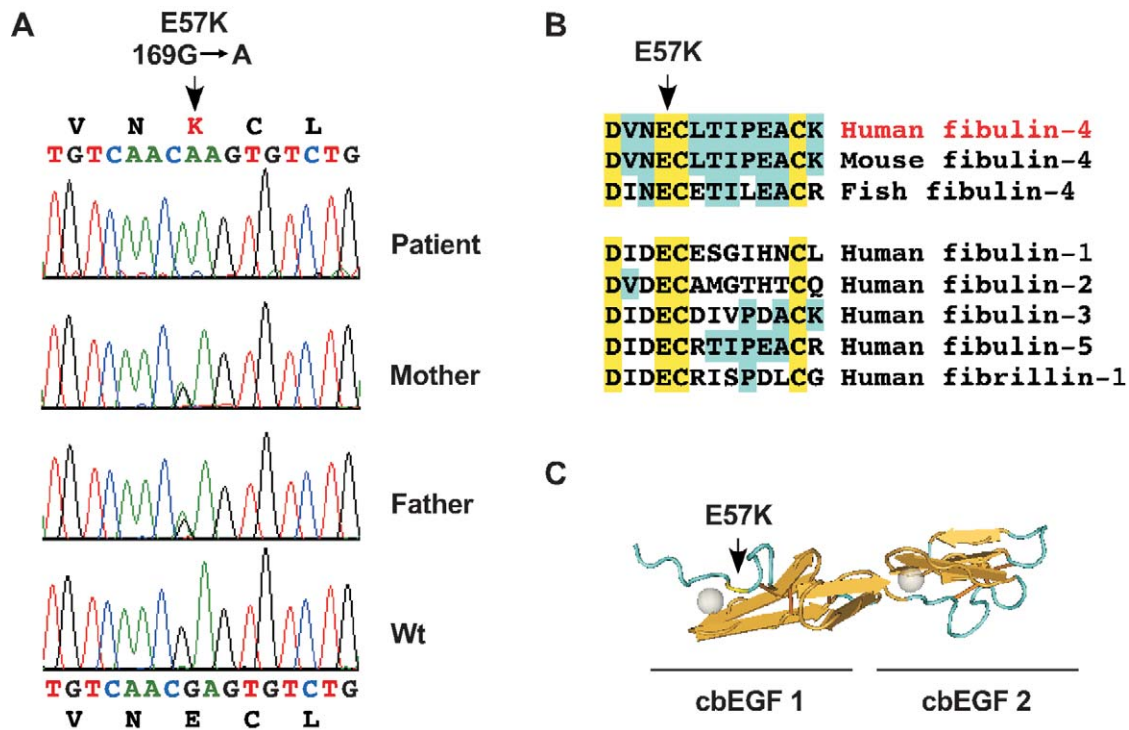 A
E57K
169G→A
V N K C L
TGTCAACAAGTGTCTG
Patient
Mother
Father
Wt
TGTCAACGAGTGTCTG
V N E C L
B
E57K
DVNECLTIPEACK Human fibulin-4
DVNECLTIPEACK Mouse fibulin-4
DINECETILEACR Fish fibulin-4
DIDECESGIHNCL Human fibulin-1
DVDECAMGTHTCQ Human fibulin-2
DIDECDIVPDACK Human fibulin-3
DIDECRTIPEACR Human fibulin-5
DIDECRISPDLCG Human fibrillin-1
C
E57K
cbEGF 1 cbEGF 2